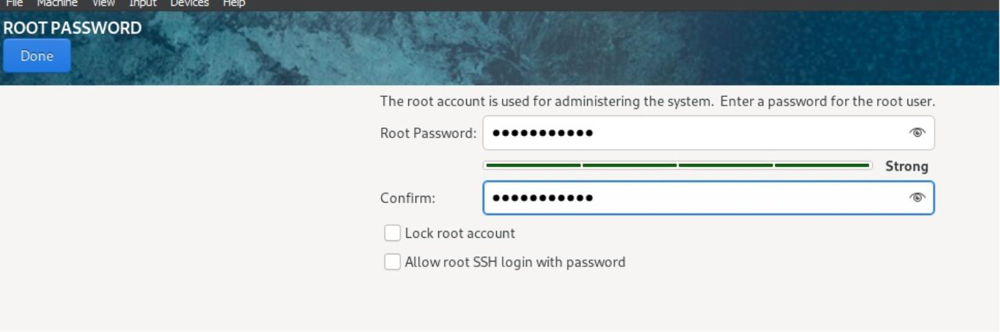 File Machine View Input Devices Help
ROOT PASSWORD
Done
The root account is used for administering the system. Enter a password for the root user.
Root Password: ●●●●●●●●●●●
Strong
Confirm: ●●●●●●●●●●●
Lock root account
Allow root SSH login with password